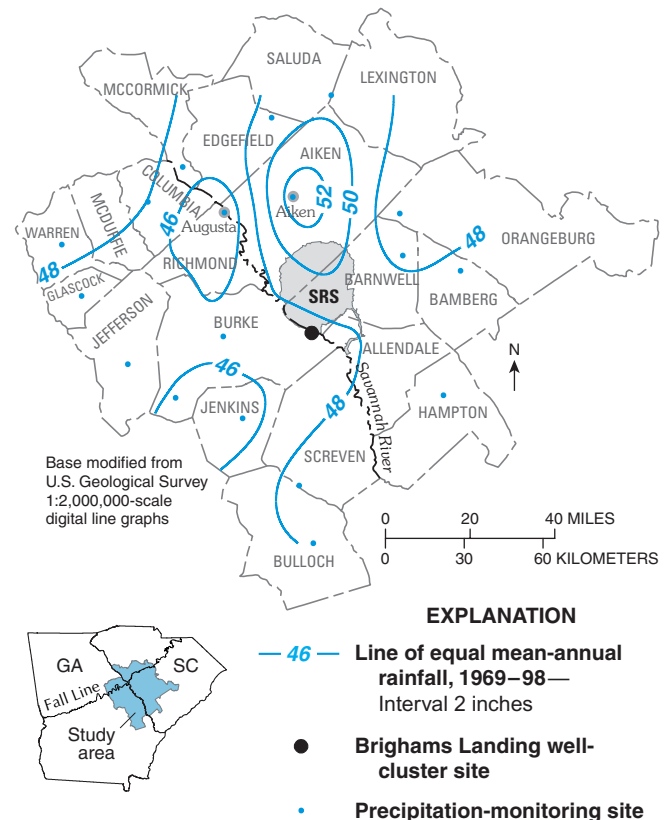 SALUDA
LEXINGTON
MCCORMICK
EDGEFIELD
AIKEN
COLUMBIA
52
50
MCDUFFIE
46
Aiken
Augusta
WARREN
48
ORANGEBURG
48
RICHMOND
BARNWELL
GLASCOCK
SRS
BAMBERG
JEFFERSON
BURKE
ALLENDALE
N
46
Savannah River
JENKINS
48
HAMPTON
SCREVEN
Base modified from
U.S. Geological Survey
1:2,000,000-scale
digital line graphs
0 20 40 MILES
0 30 60 KILOMETERS
BULLOCH
EXPLANATION
46 Line of equal mean-annual
rainfall, 1969–98—
Interval 2 inches
GA
SC
Fall Line
Study
area
Brighams Landing well-
cluster site
Precipitation-monitoring site